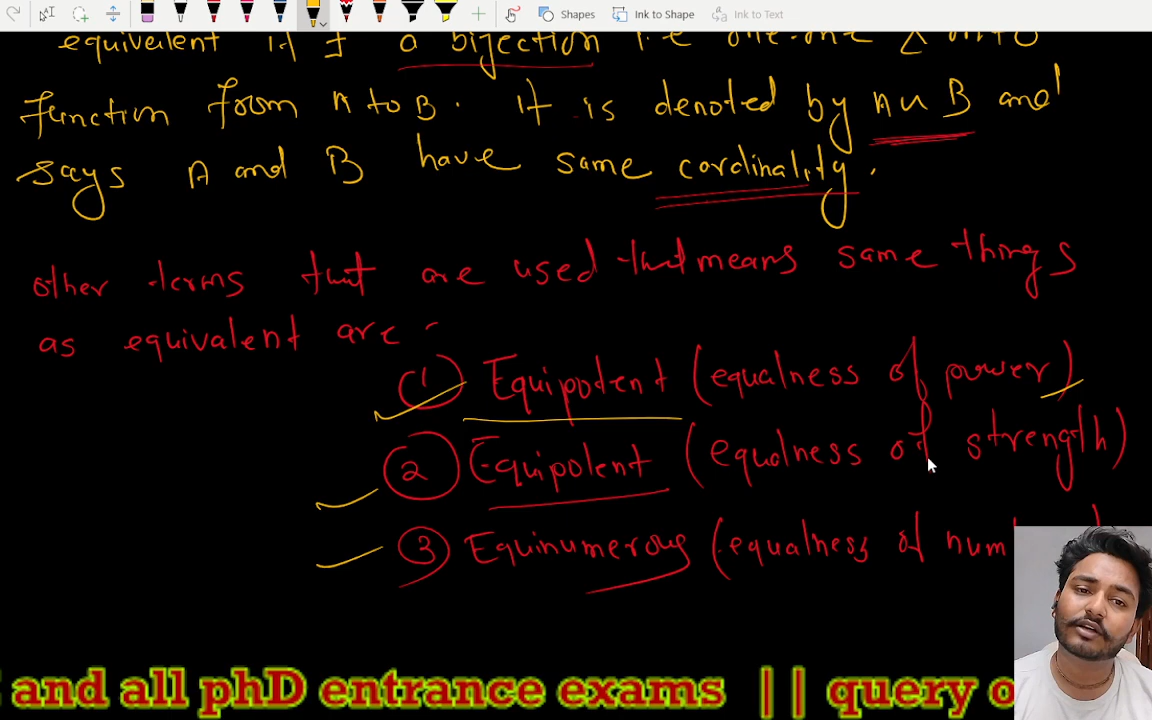 Shapes Ink to Shape Ink to Text
equivalent if ∃ a bijection i.e one-one & onto
function from A to B. It is denoted by A ~ B and
says A and B have same cardinality.
other terms that are used that means same things
as equivalent are -
(1) Equipotent (equalness of power)
(2) Equipolent (equalness of strength)
(3) Equinumerous (equalness of num
and all phD entrance exams || query o